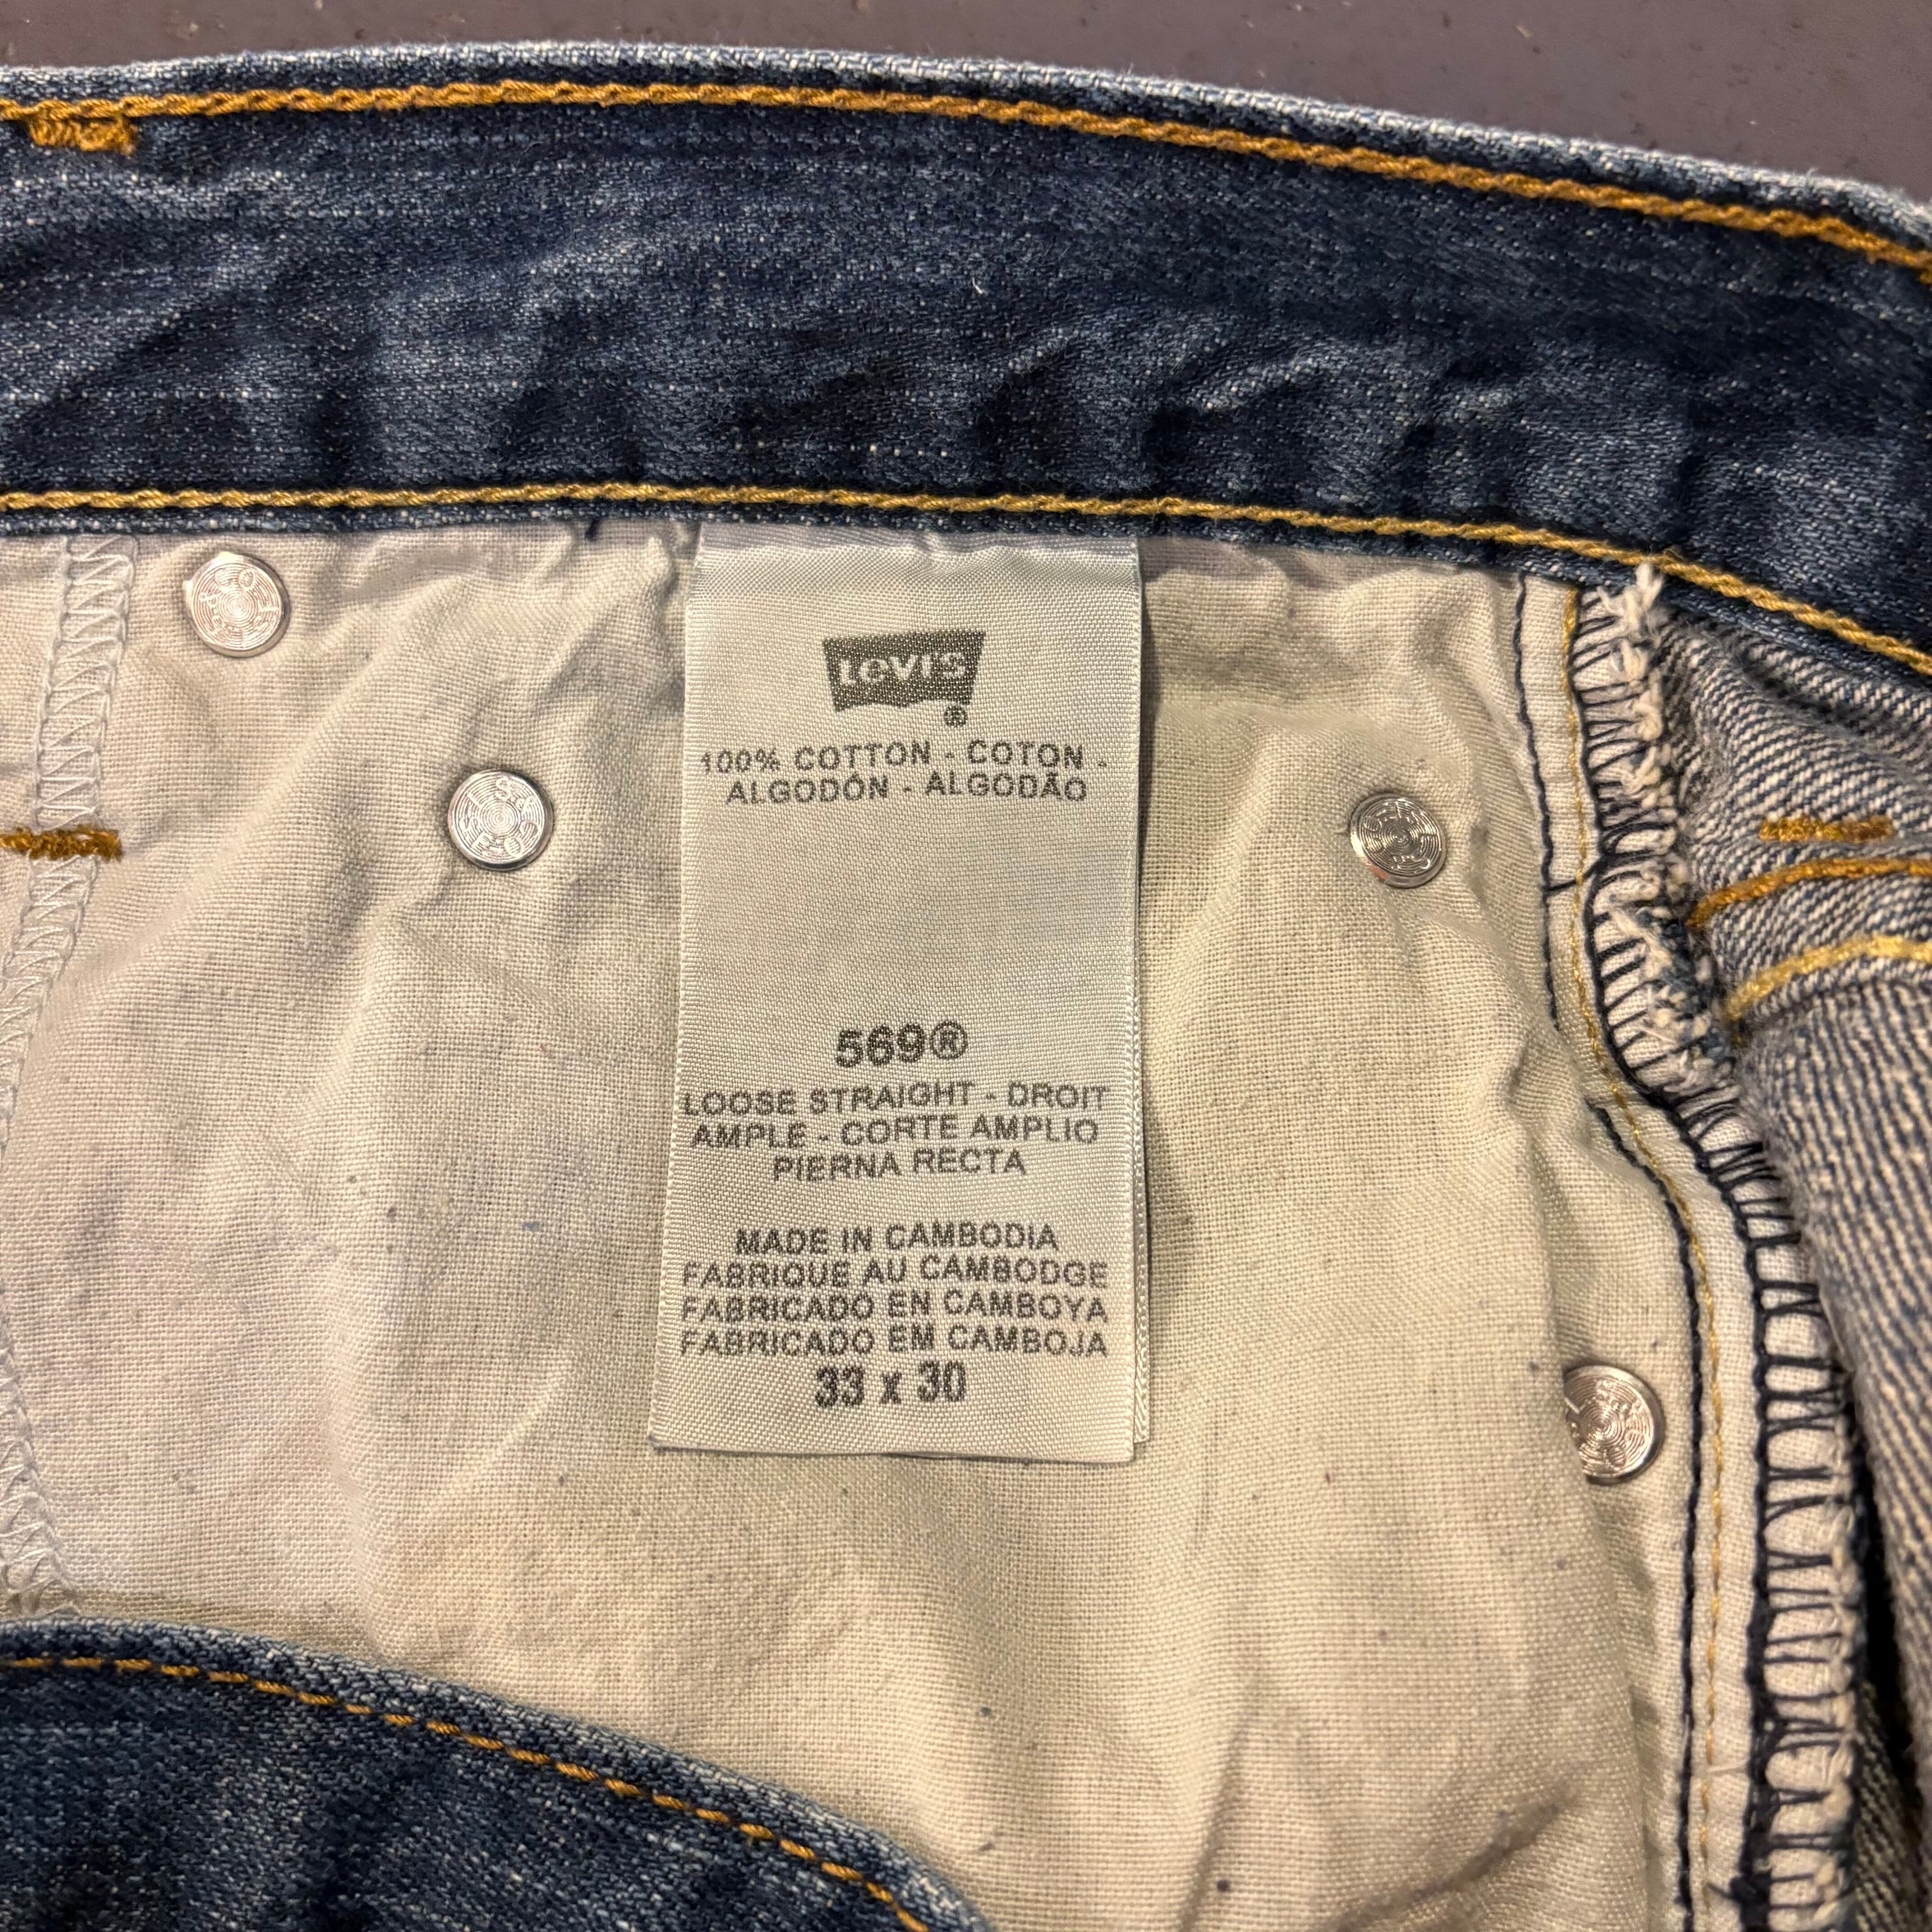 Levi's
®
100% COTTON - COTON -
ALGODÓN - ALGODÃO
569®
LOOSE STRAIGHT - DROIT
AMPLE - CORTE AMPLIO
PIERNA RECTA
MADE IN CAMBODIA
FABRIQUE AU CAMBODGE
FABRICADO EN CAMBOYA
FABRICADO EM CAMBOJA
33 x 30